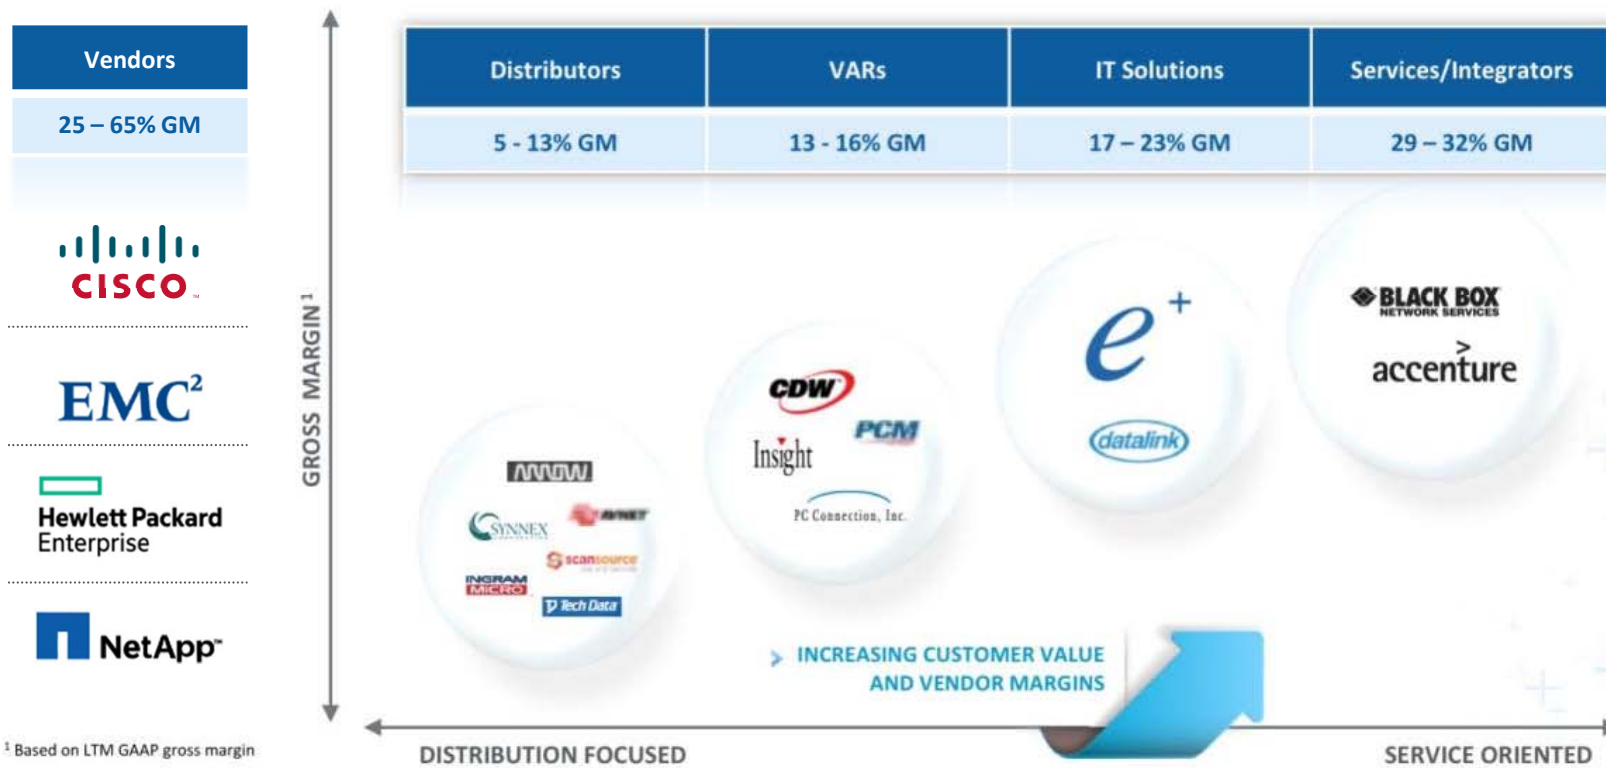 Vendors
25 – 65% GM
CISCO
EMC²
Hewlett Packard
Enterprise
NetApp™
¹ Based on LTM GAAP gross margin
GROSS MARGIN ¹
Distributors VARs IT Solutions Services/Integrators
5 - 13% GM 13 - 16% GM 17 – 23% GM 29 – 32% GM
ARROW
SYNNEX
AVNET
scansource
INGRAM
MICRO
Tech Data
CDW
PCM
Insight
PC Connection, Inc.
e+
datalink
BLACK BOX
NETWORK SERVICES
accenture
INCREASING CUSTOMER VALUE
AND VENDOR MARGINS
DISTRIBUTION FOCUSED
SERVICE ORIENTED